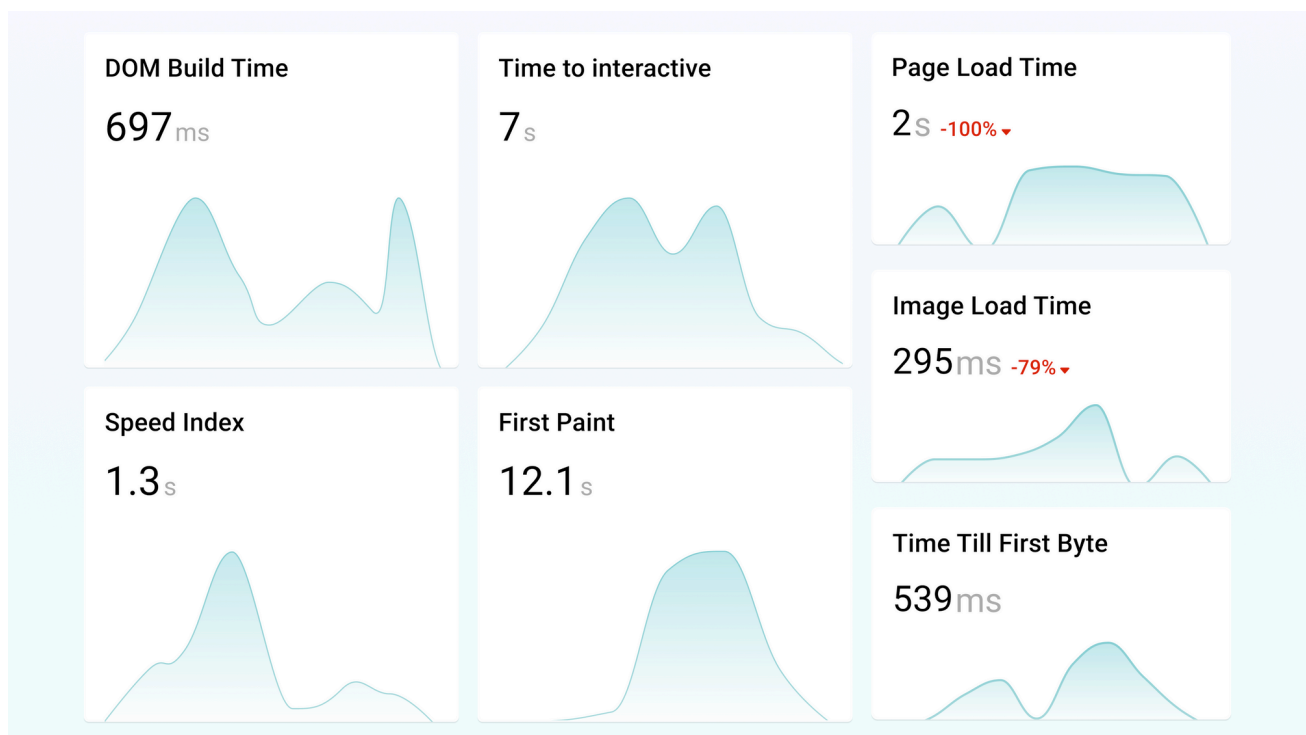 DOM Build Time
697ms
Time to interactive
7s
Page Load Time
2s -100%
Image Load Time
295ms -79%
Speed Index
1.3s
First Paint
12.1s
Time Till First Byte
539ms